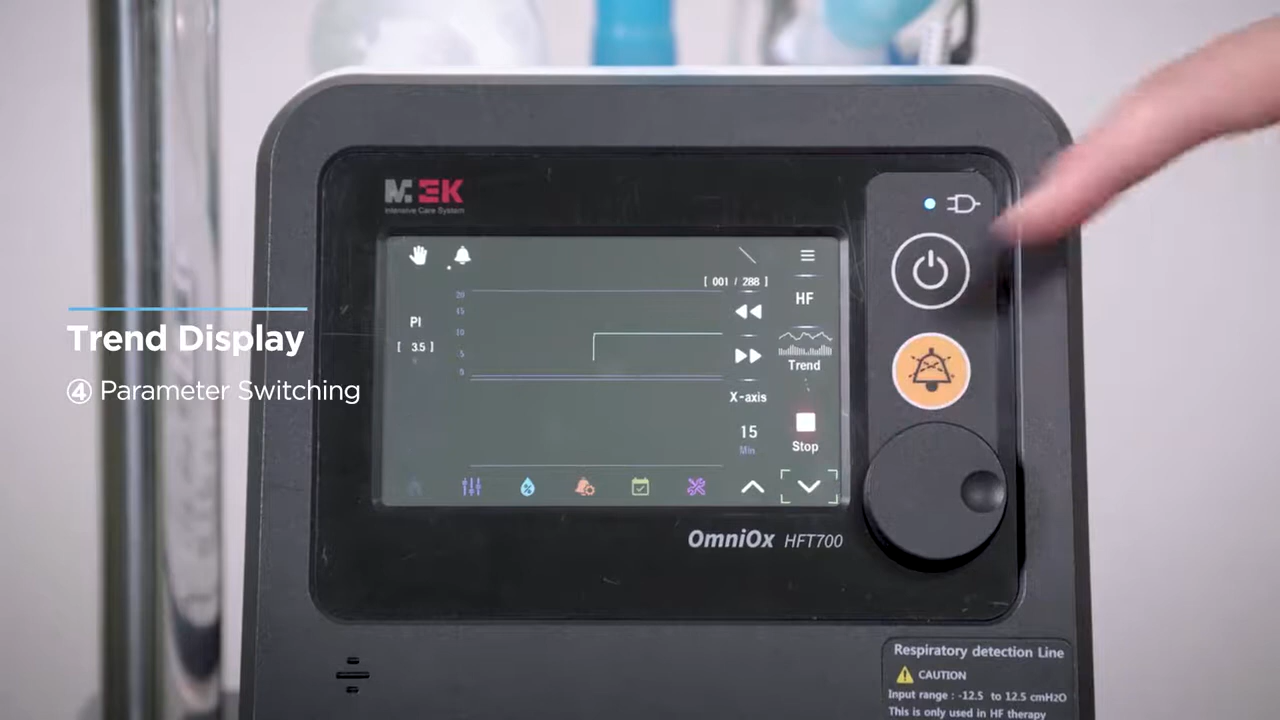 MEK
Intensive Care System
[ 001 / 288 ]
20
15
10
5
0
PI
[ 3.5 ]
HF
Trend
X-axis
15
Min.
Stop
Trend Display
④ Parameter Switching
OmniOx HFT700
Respiratory detection Line
CAUTION
Input range : -12.5 to 12.5 cmH2O
This is only used in HF therapy